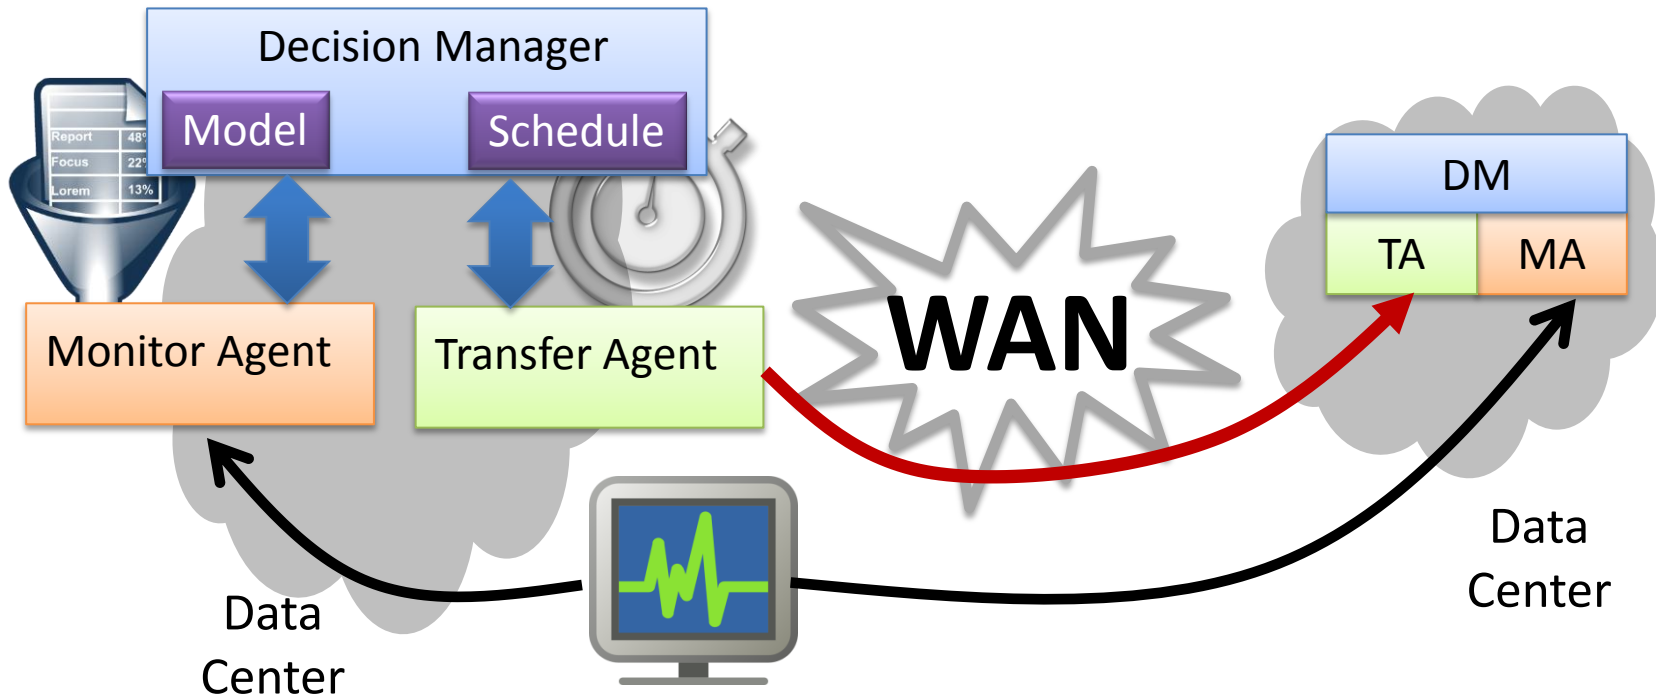 Decision Manager
Model
Schedule
Report 48%
Focus 22%
Lorem 13%
Monitor Agent
Transfer Agent
WAN
DM
TA MA
Data
Center
Data
Center